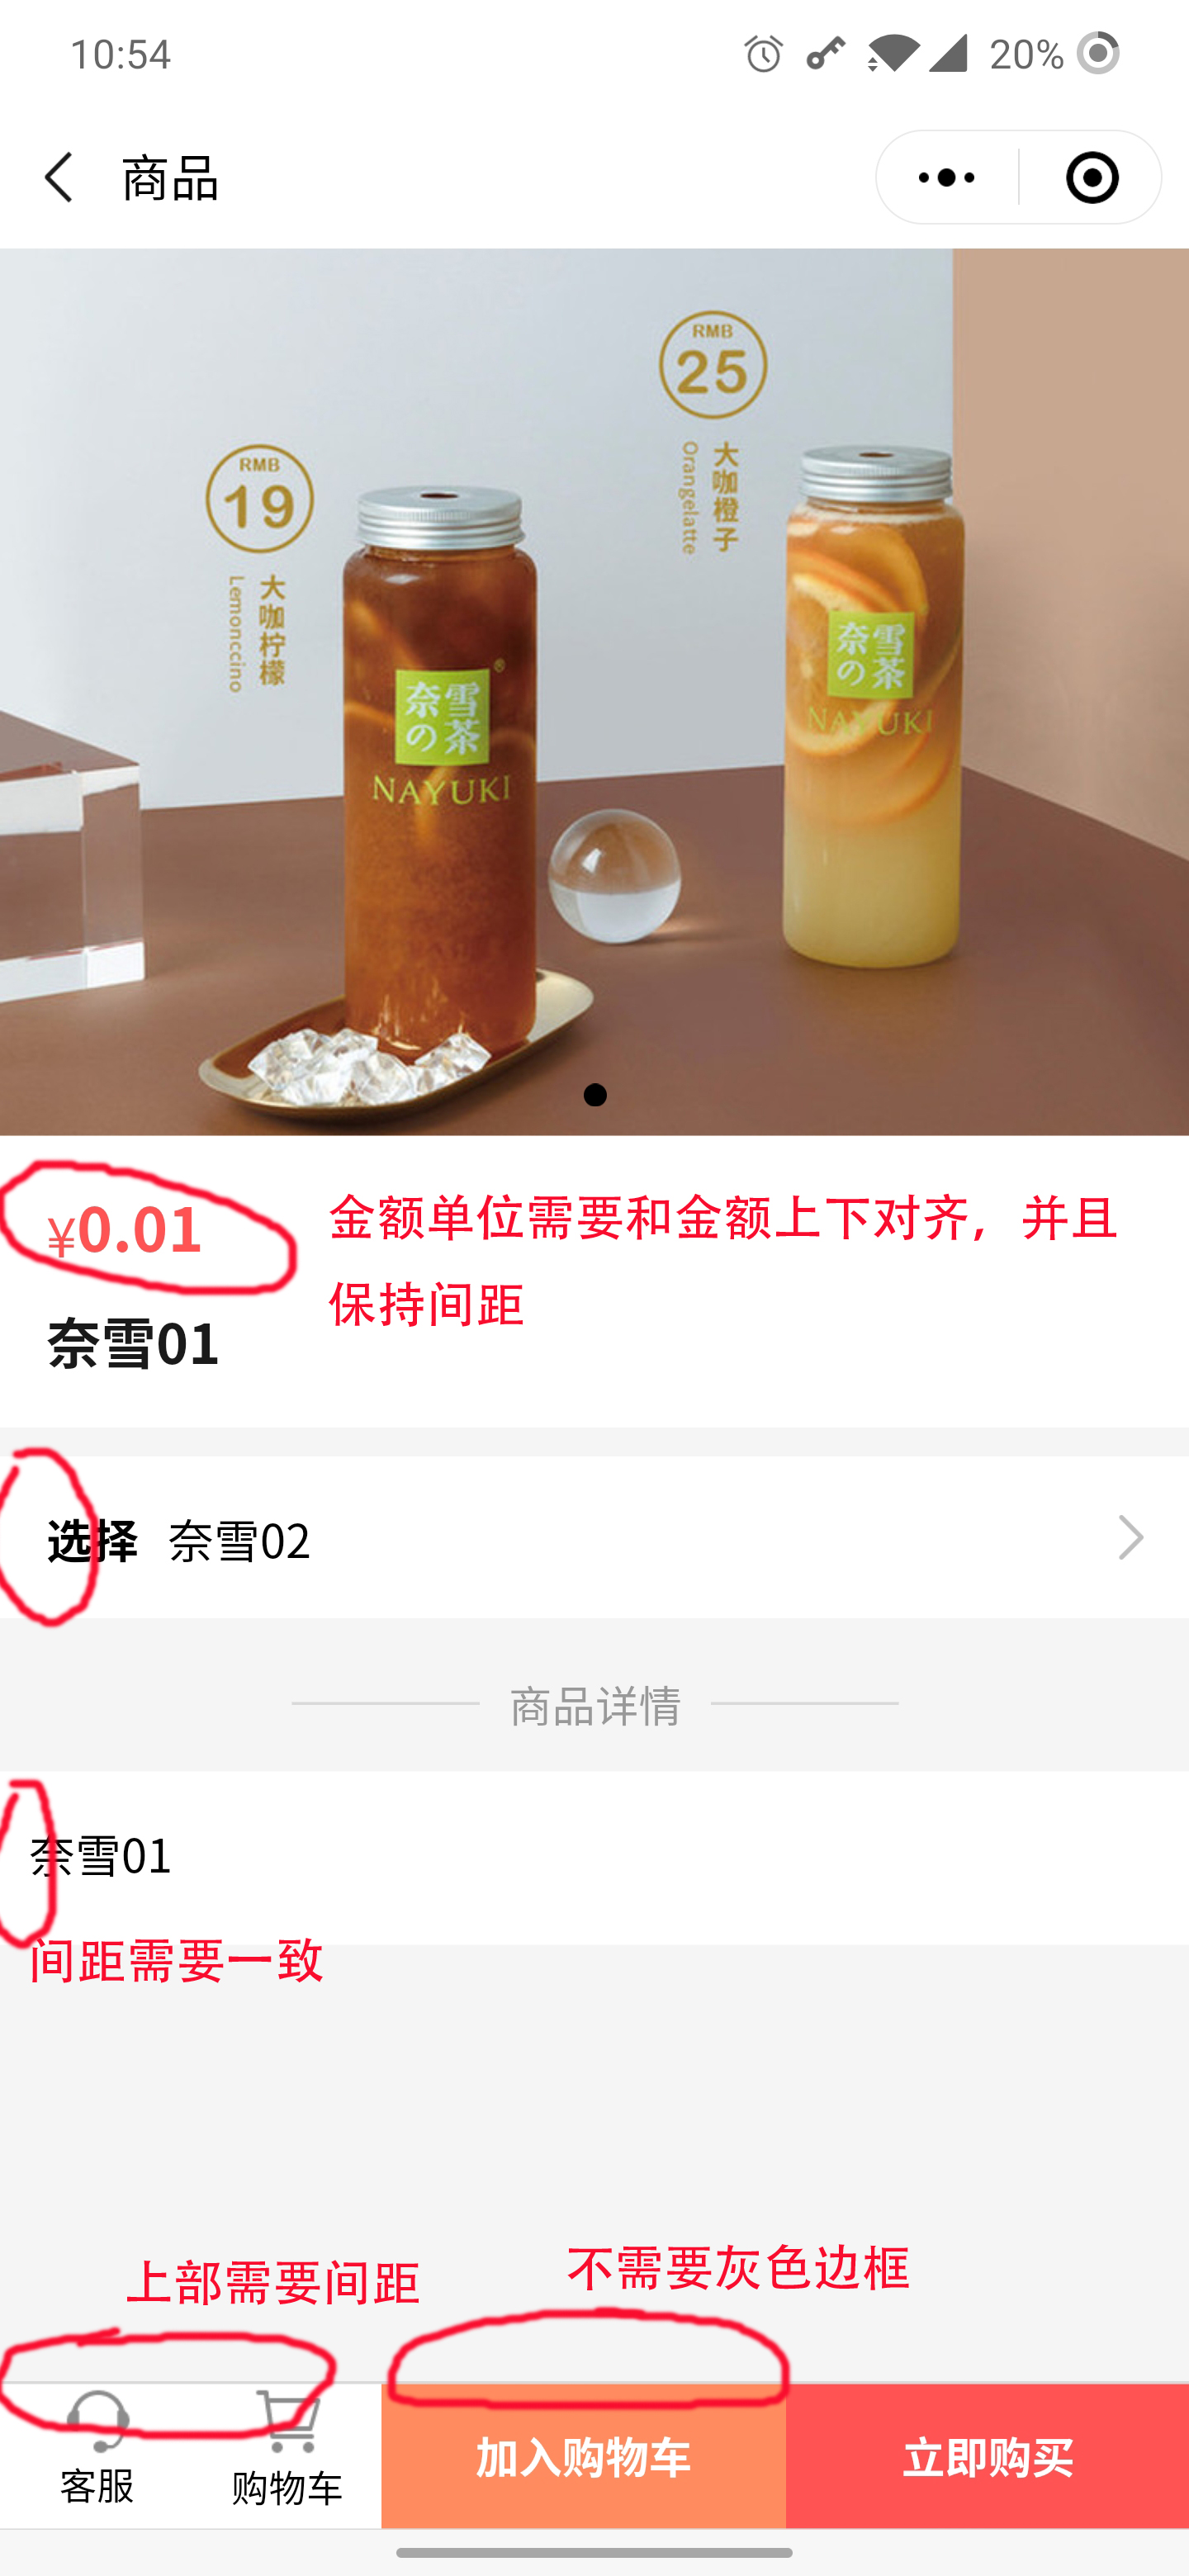 10:54
20%
商品
RMB
25
大咖橙子
Orangelatte
RMB
19
大咖柠檬
Lemonccino
奈雪
の茶
NAYUKI
®
奈雪
の茶
NAYUKI
¥0.01
金额单位需要和金额上下对齐，并且
保持间距
奈雪01
选择 奈雪02
商品详情
奈雪01
间距需要一致
上部需要间距
不需要灰色边框
客服
购物车
加入购物车
立即购买